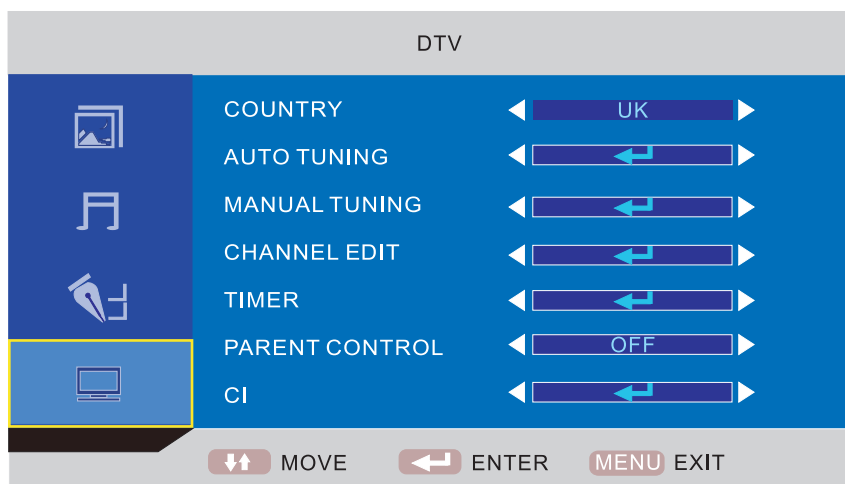 DTV
COUNTRY UK
AUTO TUNING
MANUAL TUNING
CHANNEL EDIT
TIMER
PARENT CONTROL OFF
CI
MOVE ENTER MENU EXIT